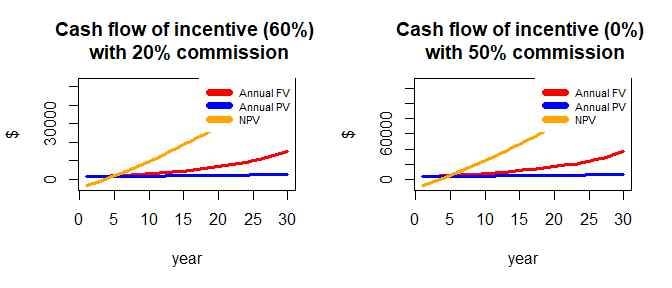 Cash flow of incentive (60%)
with 20% commission
Annual FV
Annual PV
NPV
$
30000
0
0 5 10 15 20 25 30
year
Cash flow of incentive (0%)
with 50% commission
Annual FV
Annual PV
NPV
$
60000
0
0 5 10 15 20 25 30
year